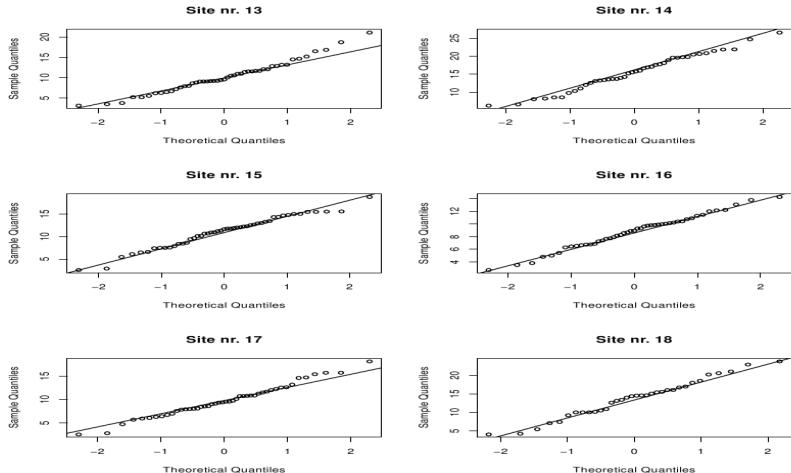 Site nr. 13
Sample Quantiles
5 10 15 20
−2 −1 0 1 2
Theoretical Quantiles
Site nr. 14
Sample Quantiles
10 15 20 25
−2 −1 0 1 2
Theoretical Quantiles
Site nr. 15
Sample Quantiles
5 10 15
−2 −1 0 1 2
Theoretical Quantiles
Site nr. 16
Sample Quantiles
4 6 8 12
−2 −1 0 1 2
Theoretical Quantiles
Site nr. 17
Sample Quantiles
5 10 15
−2 −1 0 1 2
Theoretical Quantiles
Site nr. 18
Sample Quantiles
5 10 15 20
−2 −1 0 1 2
Theoretical Quantiles